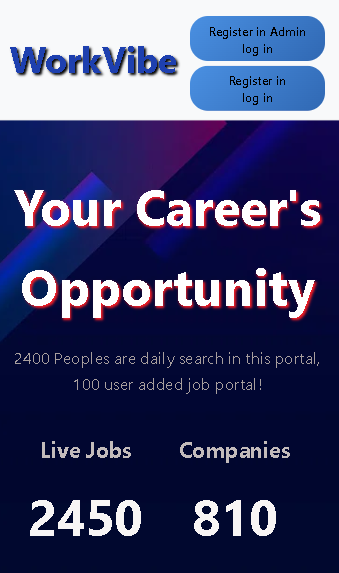 WorkVibe
Register in Admin
log in
Register in
log in
Your Career's
Opportunity
2400 Peoples are daily search in this portal,
100 user added job portal!
Live Jobs
Companies
2450
810